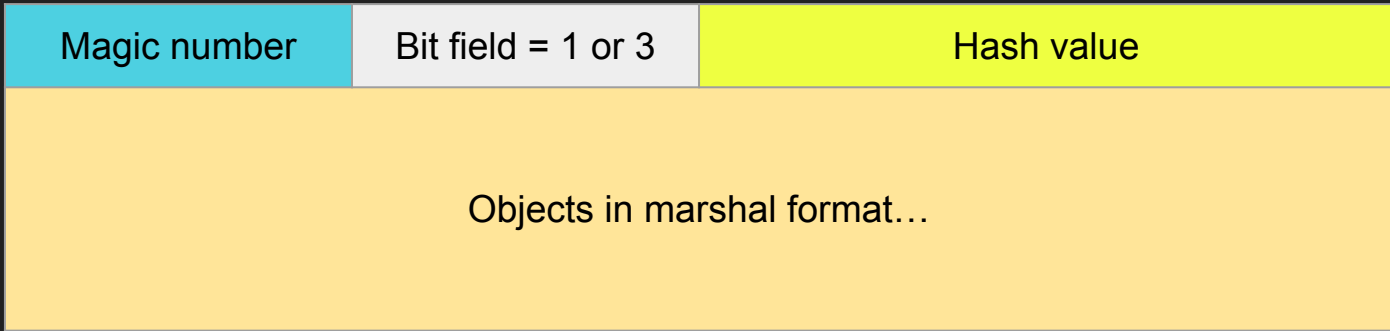 Magic number
Bit field = 1 or 3
Hash value
Objects in marshal format…